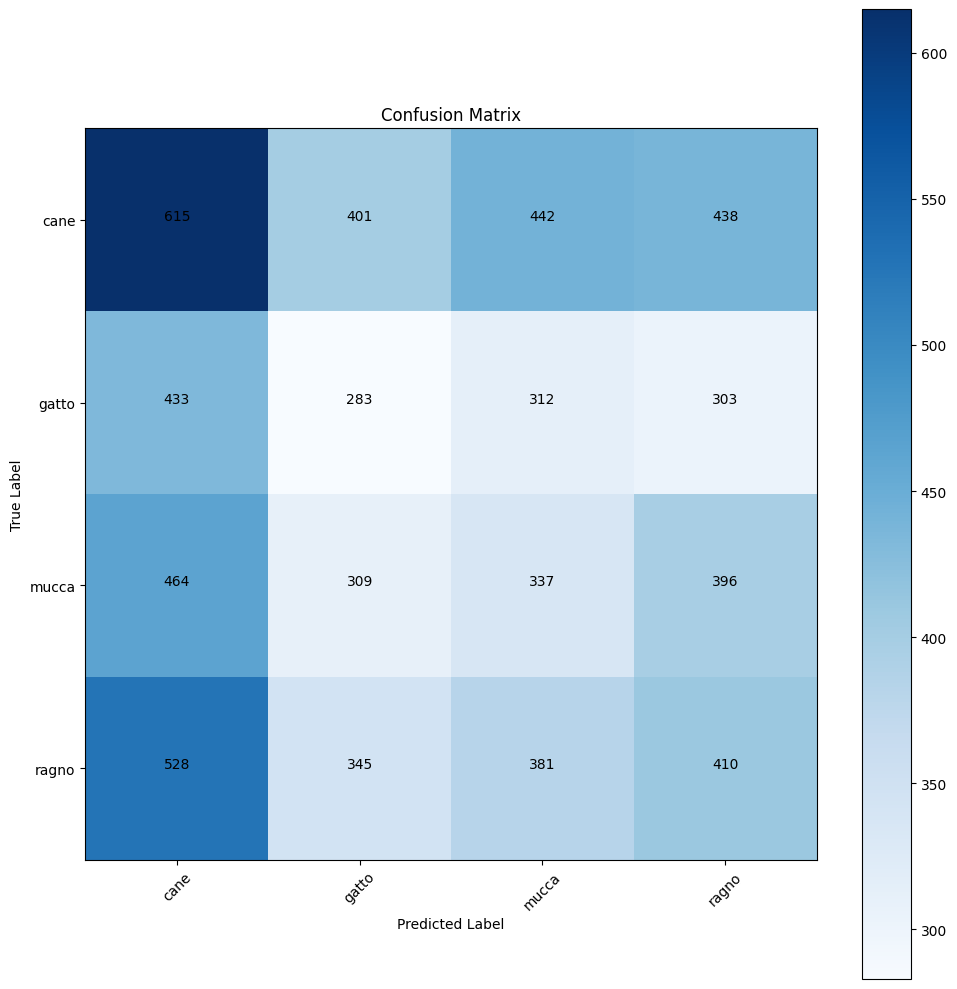 Confusion Matrix
cane 615 401 442 438
gatto 433 283 312 303
mucca 464 309 337 396
ragno 528 345 381 410
cane gatto mucca ragno
Predicted Label
True Label
600
550
500
450
400
350
300